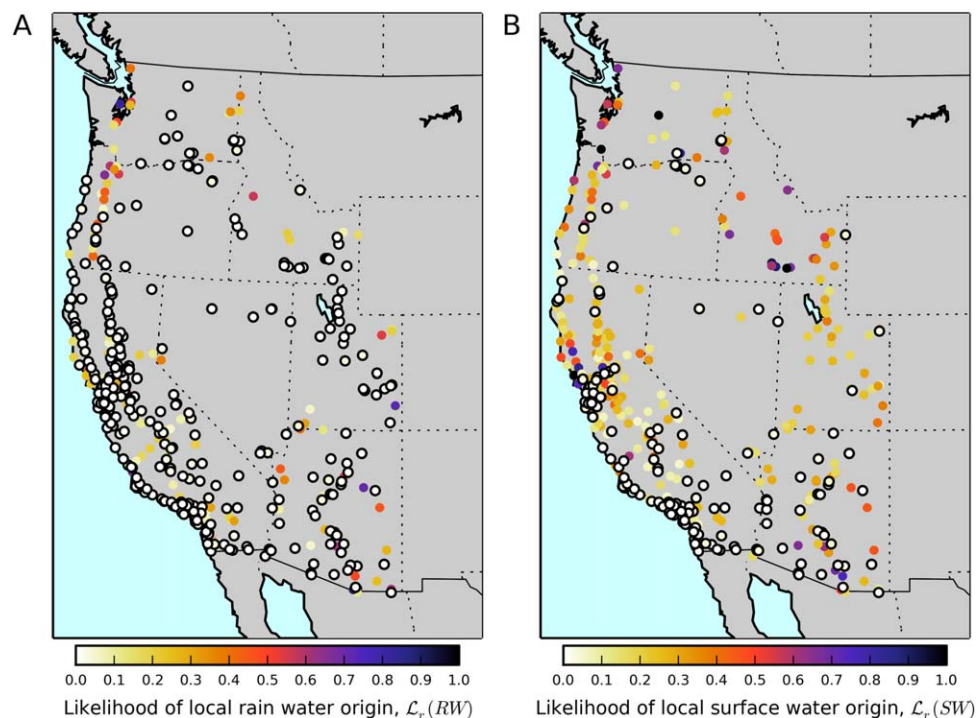 A
B
0.0 0.1 0.2 0.3 0.4 0.5 0.6 0.7 0.8 0.9 1.0
Likelihood of local rain water origin, ℒr(RW)
0.0 0.1 0.2 0.3 0.4 0.5 0.6 0.7 0.8 0.9 1.0
Likelihood of local surface water origin, ℒr(SW)